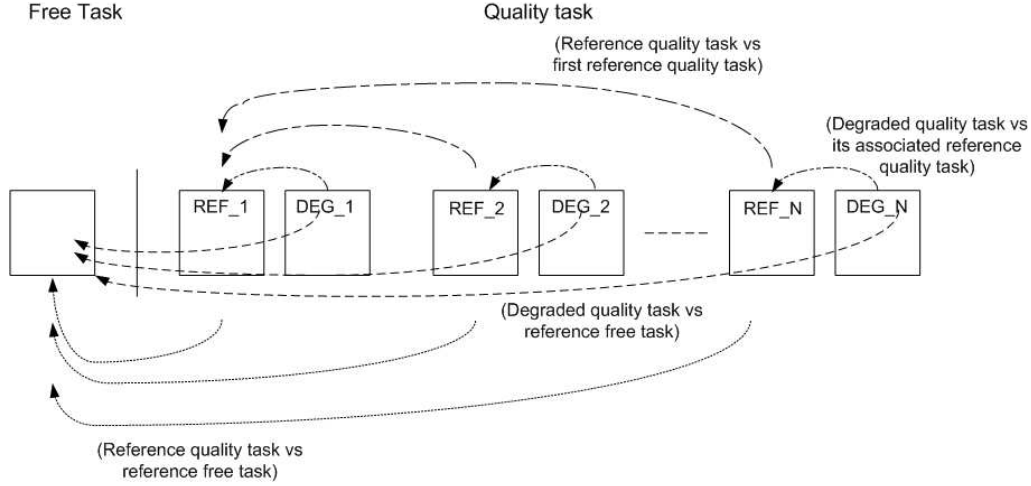 Free Task
Quality task
(Reference quality task vs
first reference quality task)
(Degraded quality task vs
its associated reference
quality task)
REF_1
DEG_1
REF_2
DEG_2
REF_N
DEG_N
(Degraded quality task vs
reference free task)
(Reference quality task vs
reference free task)